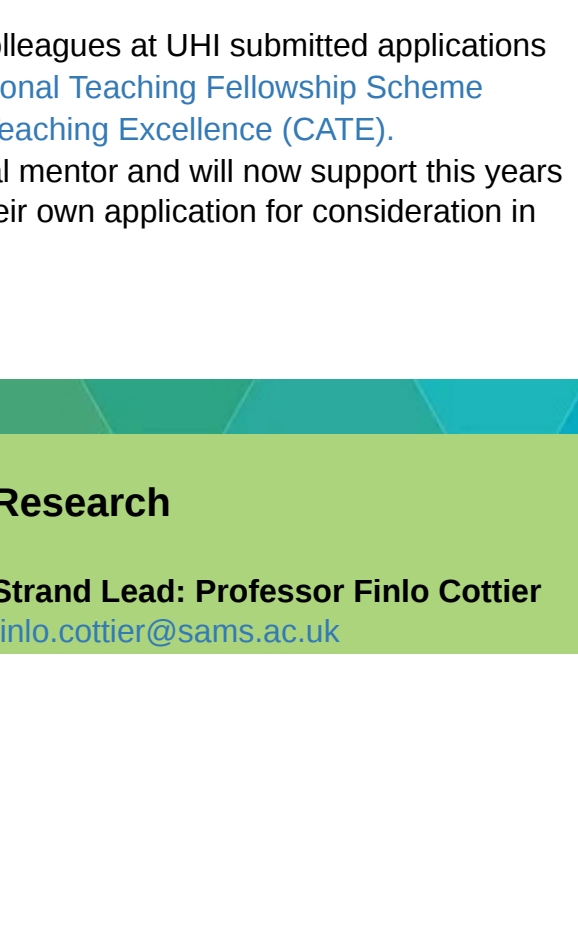 olleagues at UHI submitted applications
onal Teaching Fellowship Scheme
eaching Excellence (CATE).
al mentor and will now support this years
eir own application for consideration in
Research
Strand Lead: Professor Finlo Cottier
inlo.cottier@sams.ac.uk